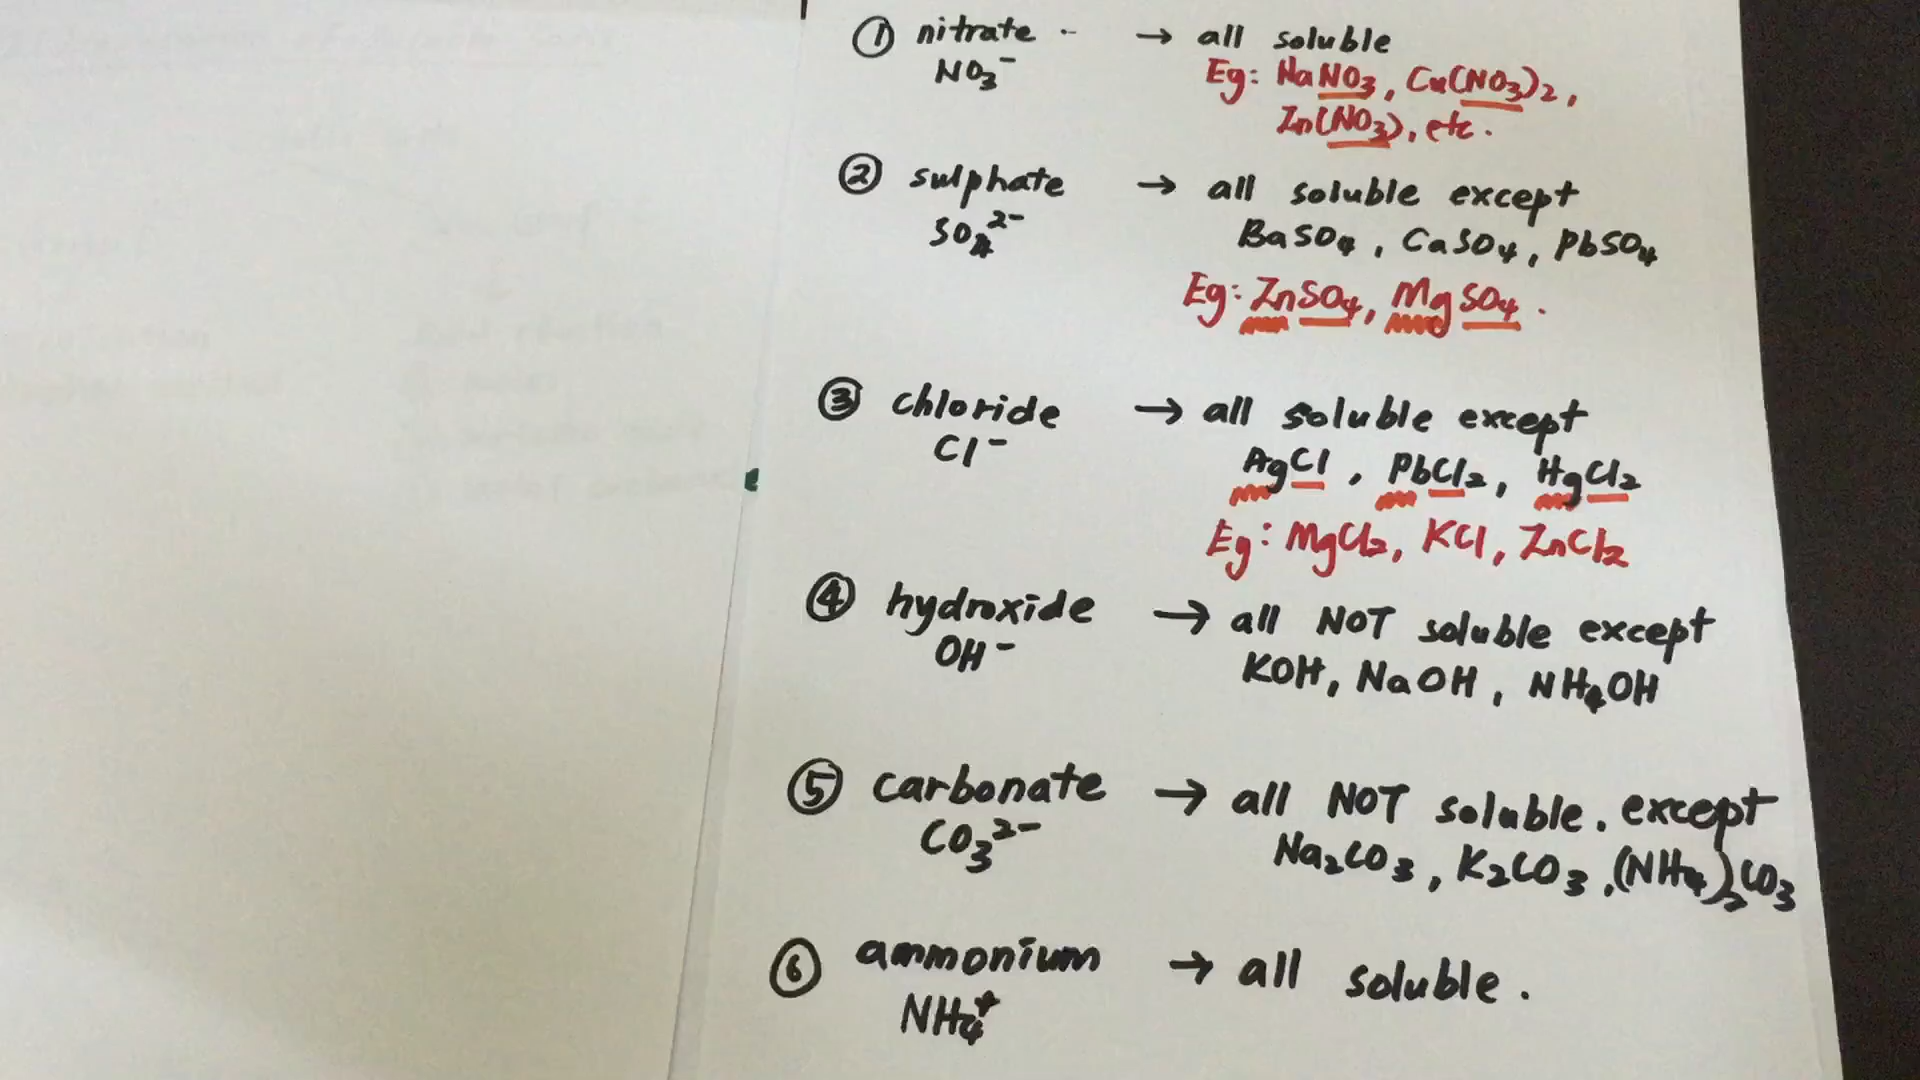 ① nitrate → all soluble
NO₃⁻ Eg: NaNO₃, Cu(NO₃)₂,
Zn(NO₃), etc.
② sulphate → all soluble except
SO₄²⁻ BaSO₄, CaSO₄, PbSO₄
Eg: ZnSO₄, MgSO₄.
③ chloride → all soluble except
Cl⁻ AgCl, PbCl₂, HgCl₂
Eg: MgCl₂, KCl, ZnCl₂
④ hydroxide → all NOT soluble except
OH⁻ KOH, NaOH, NH₄OH
⑤ carbonate → all NOT soluble. except
CO₃²⁻ Na₂CO₃, K₂CO₃, (NH₄)₂CO₃
⑥ ammonium → all soluble.
NH₄⁺